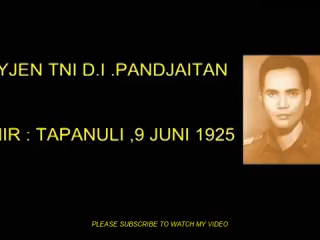 YJEN TNI D.I .PANDJAITAN
HIR : TAPANULI ,9 JUNI 1925
PLEASE SUBSCRIBE TO WATCH MY VIDEO